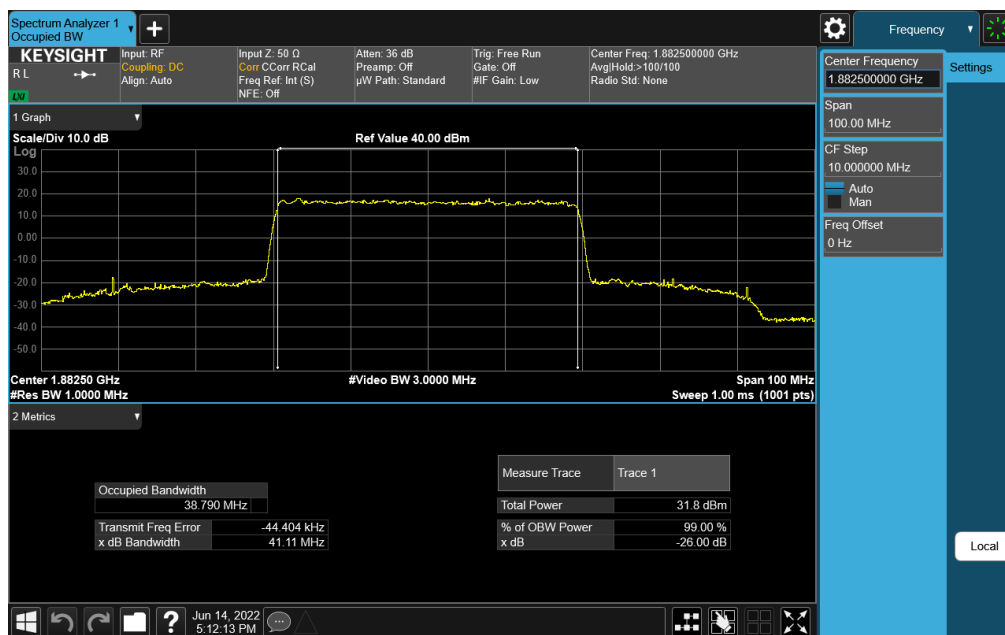 Spectrum Analyzer 1
Occupied BW
Frequency
KEYSIGHT
R L
LXI
Input: RF
Coupling: DC
Align: Auto
Input Z: 50 Ω
Corr CCorr RCal
Freq Ref: Int (S)
NFE: Off
Atten: 36 dB
Preamp: Off
µW Path: Standard
Trig: Free Run
Gate: Off
#IF Gain: Low
Center Freq: 1.882500000 GHz
Avg|Hold:>100/100
Radio Std: None
Center Frequency
1.882500000 GHz
Settings
Span
100.00 MHz
CF Step
10.000000 MHz
Auto
Man
Freq Offset
0 Hz
1 Graph
Scale/Div 10.0 dB
Ref Value 40.00 dBm
Log
30.0
20.0
10.0
0.00
-10.0
-20.0
-30.0
-40.0
-50.0
Center 1.88250 GHz
#Video BW 3.0000 MHz
Span 100 MHz
#Res BW 1.0000 MHz
Sweep 1.00 ms (1001 pts)
2 Metrics
Measure Trace
Trace 1
Occupied Bandwidth
38.790 MHz
Total Power
31.8 dBm
Transmit Freq Error
-44.404 kHz
% of OBW Power
99.00 %
x dB Bandwidth
41.11 MHz
x dB
-26.00 dB
Local
?
Jun 14, 2022
5:12:13 PM